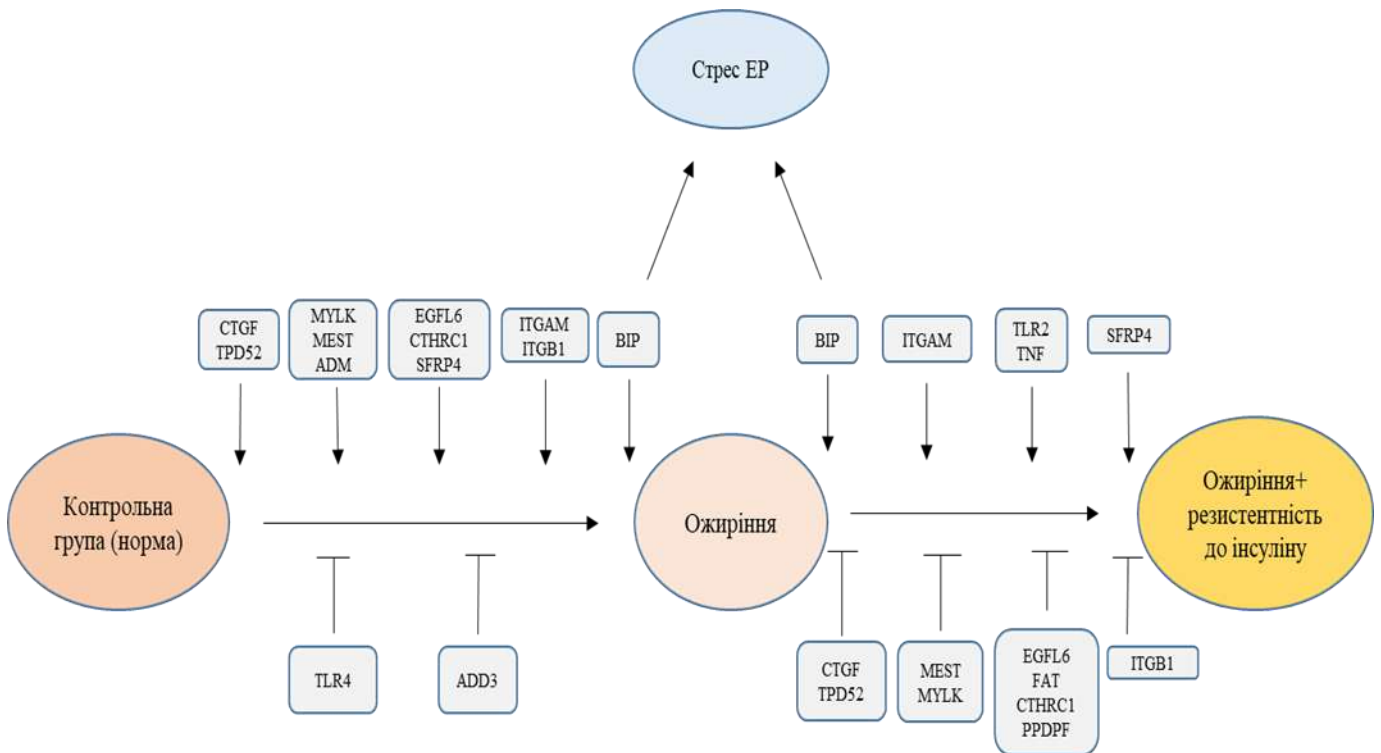 Стрес ЕР
CTGF
TPD52
MYLK
MEST
ADM
EGFL6
CTHRC1
SFRP4
ITGAM
ITGB1
BIP
BIP
ITGAM
TLR2
TNF
SFRP4
Контрольна
група (норма)
Ожиріння
Ожиріння+
резистентність
до інсуліну
TLR4
ADD3
CTGF
TPD52
MEST
MYLK
EGFL6
FAT
CTHRC1
PPDPF
ITGB1